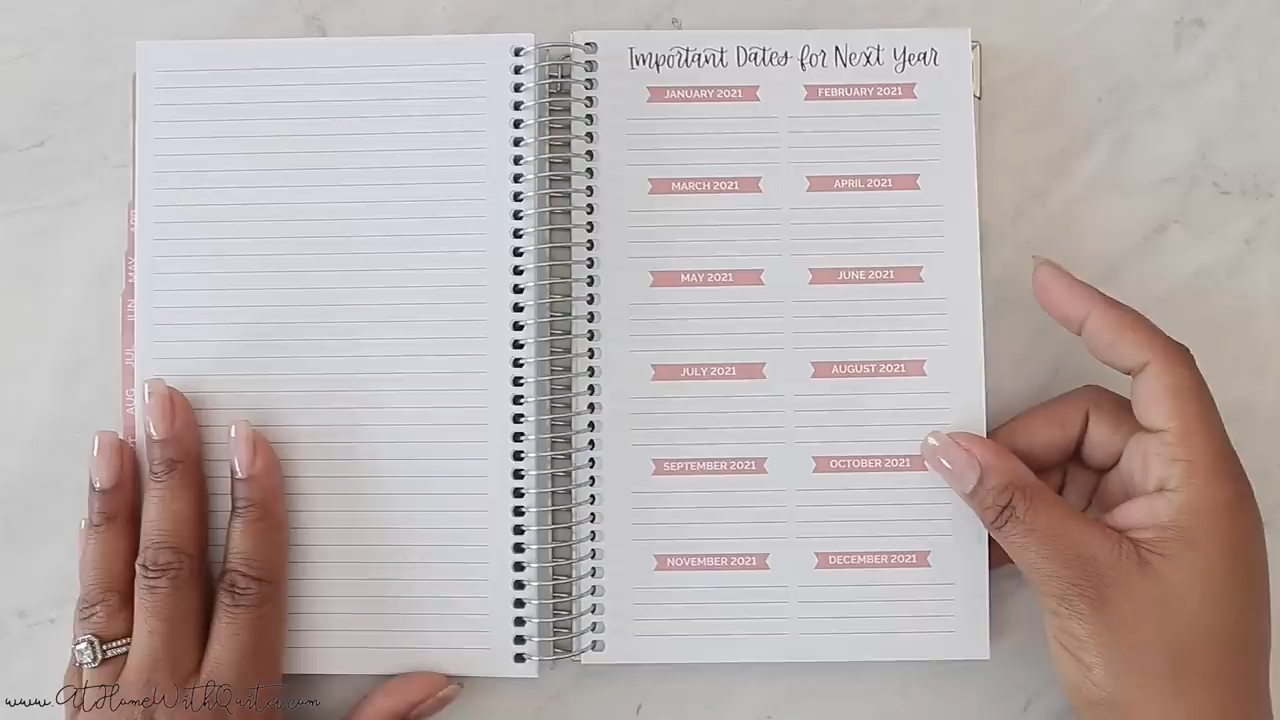 Important Dates for Next Year
JANUARY 2021
FEBRUARY 2021
MARCH 2021
APRIL 2021
MAY 2021
JUNE 2021
JULY 2021
AUGUST 2021
SEPTEMBER 2021
OCTOBER 2021
NOVEMBER 2021
DECEMBER 2021
APR
MAY
JUN
JUL
AUG
www.AtHomeWithQuita.com